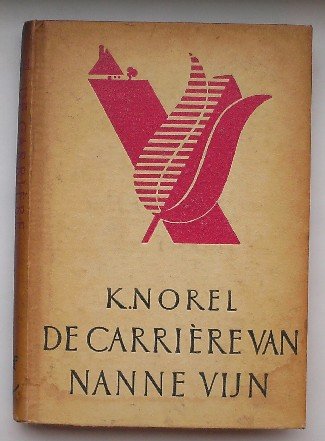 K. NOREL
DE CARRIÈRE VAN
NANNE VIJN